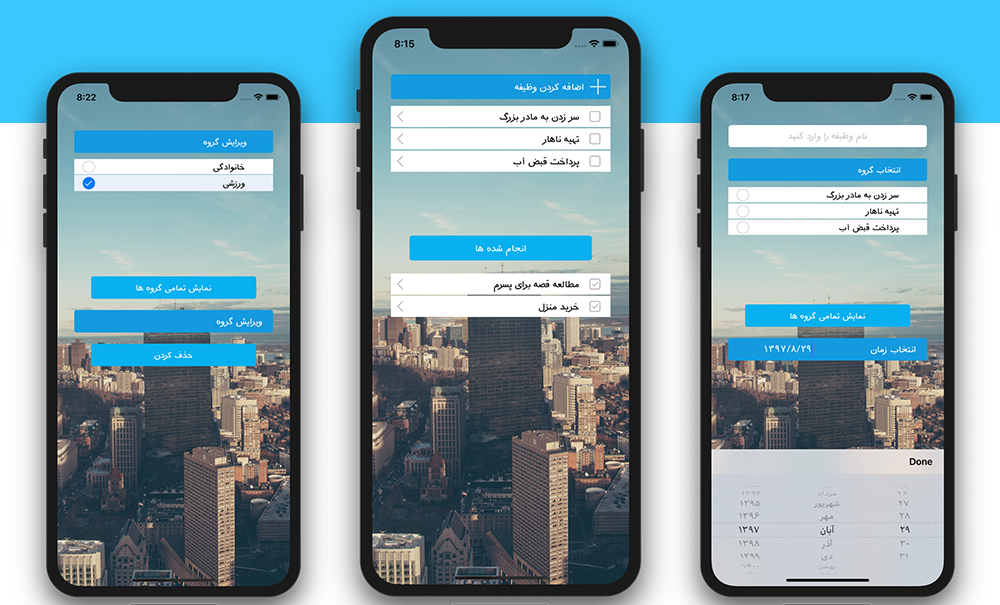 8:22
ویرایش گروه
خانوادگی
ورزشی
نمایش تمامی گروه ها
ویرایش گروه
حذف کردن
8:15
اضافه کردن وظیفه
سر زدن به مادر بزرگ
تهیه ناهار
پرداخت قبض آب
انجام شده ها
مطالعه قصه برای پسرم
خرید منزل
8:17
نام وظیفه را وارد کنید
انتخاب گروه
سر زدن به مادر بزرگ
تهیه ناهار
پرداخت قبض آب
نمایش تمامی گروه ها
انتخاب زمان ۱۳۹۷/۸/۲۹
Done
۲۶ مرداد ۱۳۹۴
۲۷ شهریور ۱۳۹۵
۲۸ مهر ۱۳۹۶
۲۹ آبان ۱۳۹۷
۳۰ آذر ۱۳۹۸
۳۱ دی ۱۳۹۹
بهمن